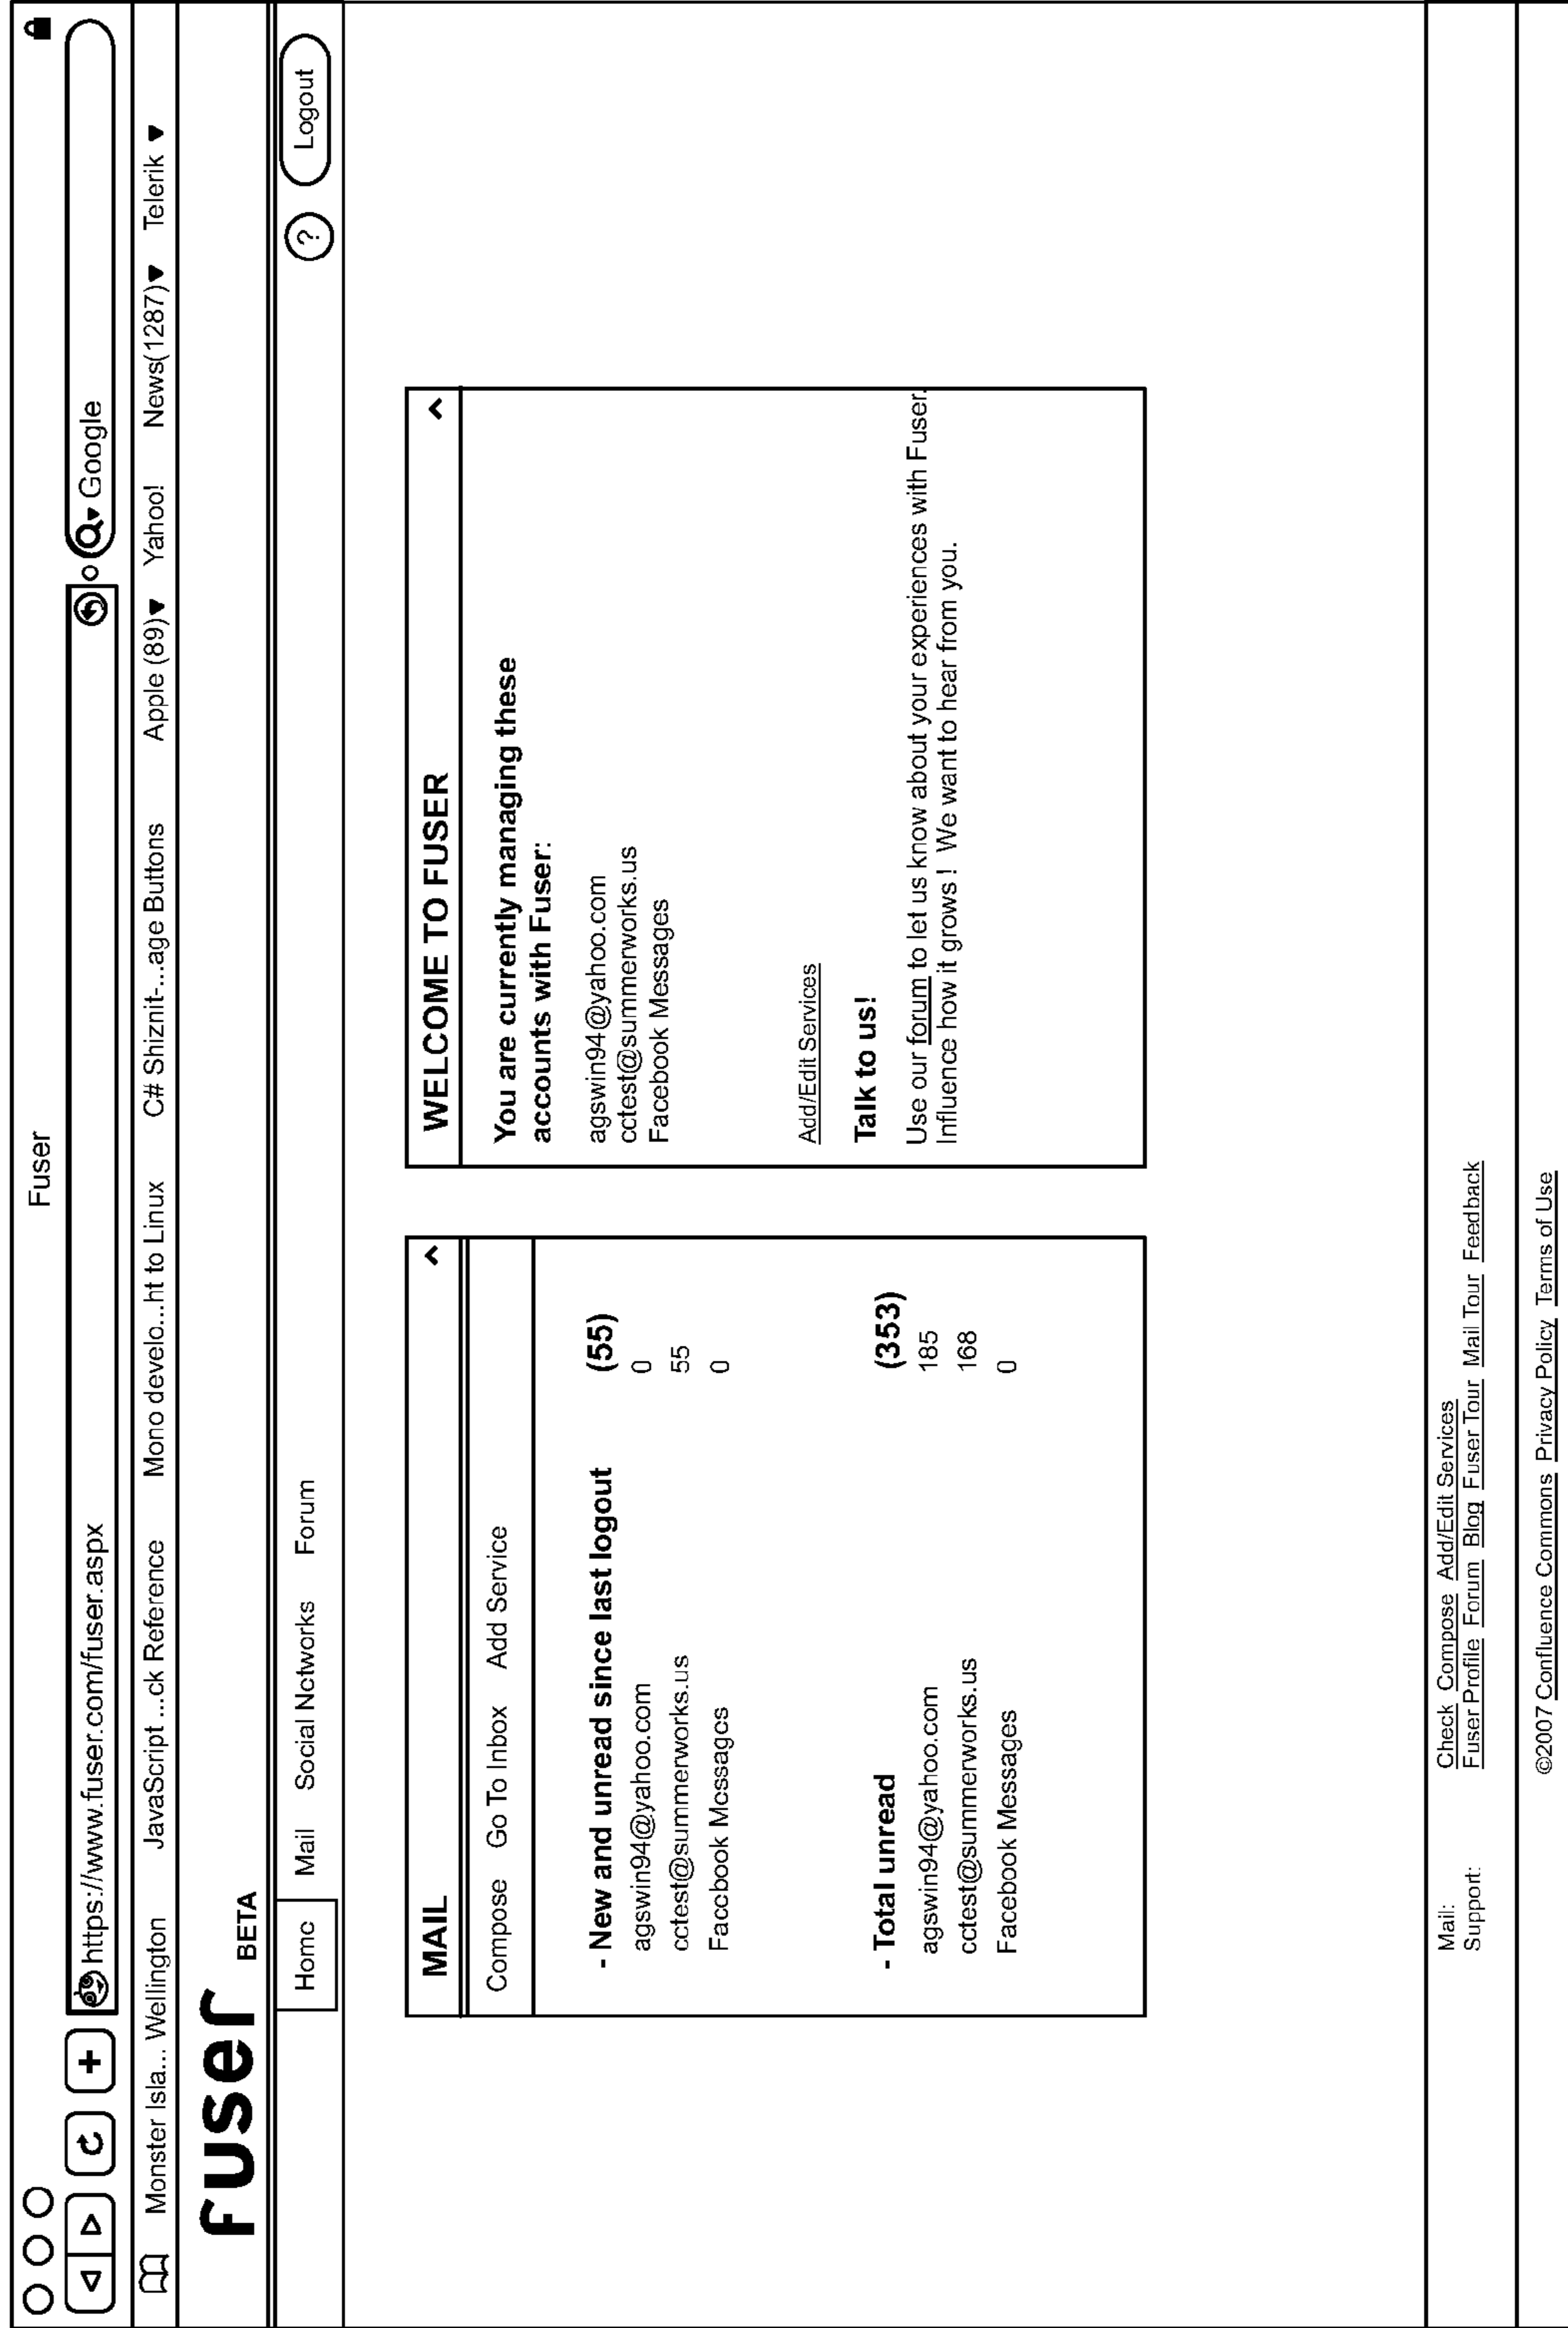 Fuser
https://www.fuser.com/fuser.aspx
Google
Monster Isla... Wellington JavaScript ...ck Reference Mono develo...ht to Linux C# Shiznit-...age Buttons Apple (89) Yahoo! News(1287) Telerik
fuser BETA
Home Mail Social Networks Forum ? Logout
MAIL
Compose Go To Inbox Add Service
- New and unread since last logout (55)
agswin94@yahoo.com 0
cctest@summerworks.us 55
Facebook Messages 0
- Total unread (353)
agswin94@yahoo.com 185
cctest@summerworks.us 168
Facebook Messages 0
WELCOME TO FUSER
You are currently managing these
accounts with Fuser:
agswin94@yahoo.com
cctest@summerworks.us
Facebook Messages
Add/Edit Services
Talk to us!
Use our forum to let us know about your experiences with Fuser.
Influence how it grows ! We want to hear from you.
Mail: Check Compose Add/Edit Services
Support: Fuser Profile Forum Blog Fuser Tour Mail Tour Feedback
©2007 Confluence Commons Privacy Policy Terms of Use